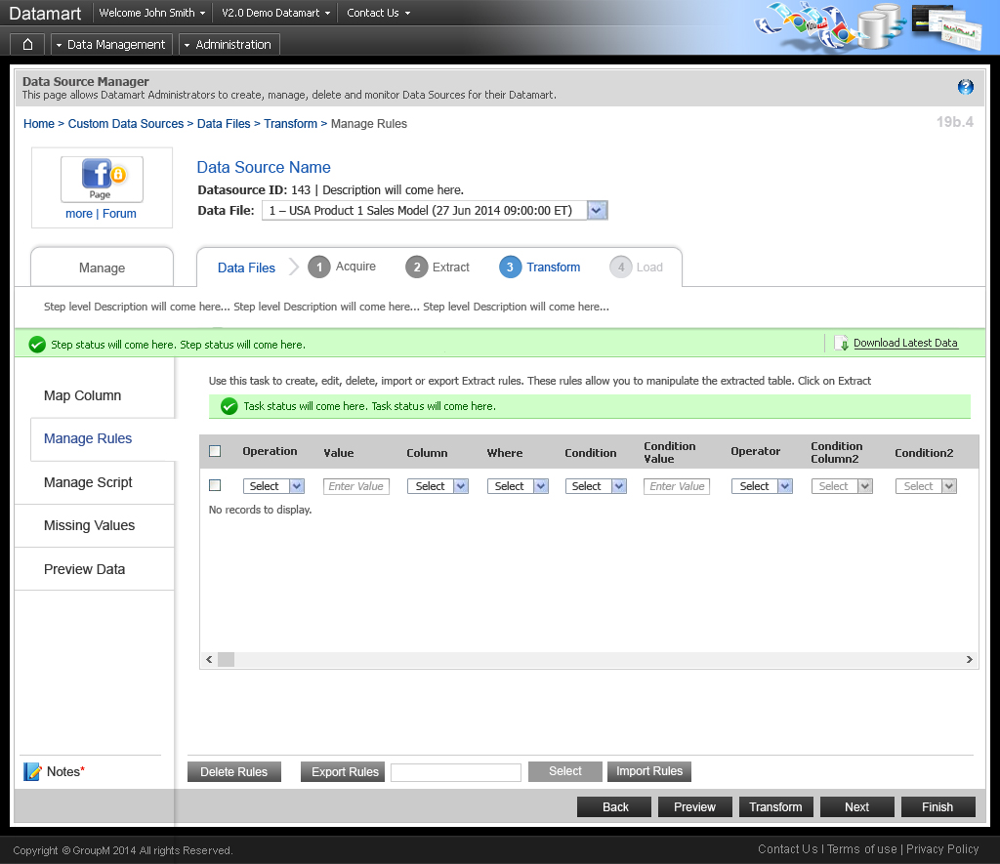 Datamart Welcome John Smith V2.0 Demo Datamart Contact Us
Data Management Administration
Data Source Manager
This page allows Datamart Administrators to create, manage, delete and monitor Data Sources for their Datamart.
Home > Custom Data Sources > Data Files > Transform > Manage Rules
19b.4
Page
more | Forum
Data Source Name
Datasource ID: 143 | Description will come here.
Data File: 1 – USA Product 1 Sales Model (27 Jun 2014 09:00:00 ET)
Manage
Data Files 1 Acquire 2 Extract 3 Transform 4 Load
Step level Description will come here... Step level Description will come here... Step level Description will come here...
Step status will come here. Step status will come here.
Download Latest Data
Map Column
Manage Rules
Manage Script
Missing Values
Preview Data
Use this task to create, edit, delete, import or export Extract rules. These rules allow you to manipulate the extracted table. Click on Extract
Task status will come here. Task status will come here.
Operation Value Column Where Condition Condition Value Operator Condition Column2 Condition2
Select Enter Value Select Select Select Enter Value Select Select Select
No records to display.
Notes*
Delete Rules Export Rules Select Import Rules
Back Preview Transform Next Finish
Copyright © GroupM 2014 All rights Reserved.
Contact Us | Terms of use | Privacy Policy